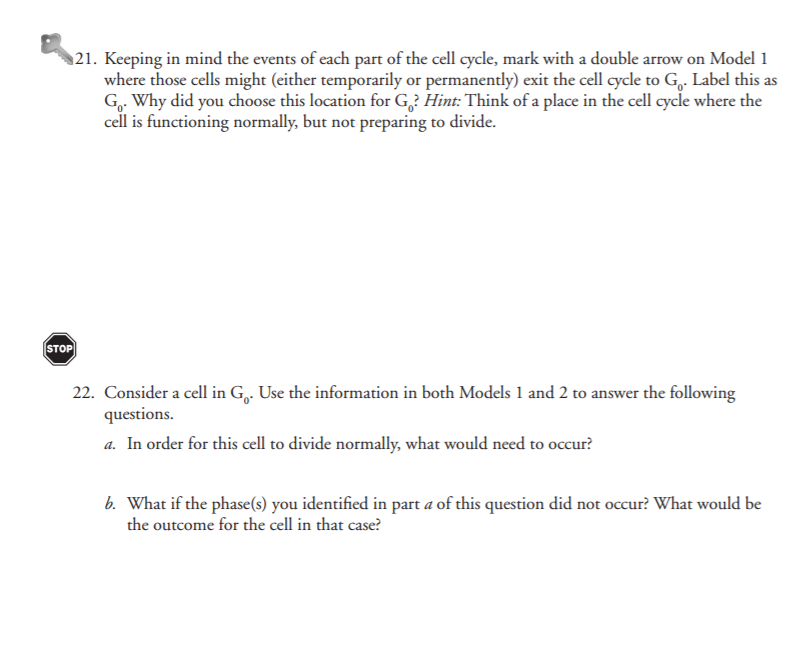 21. Keeping in mind the events of each part of the cell cycle, mark with a double arrow on Model 1
where those cells might (either temporarily or permanently) exit the cell cycle to G₀. Label this as
G₀. Why did you choose this location for G₀? Hint: Think of a place in the cell cycle where the
cell is functioning normally, but not preparing to divide.
STOP
22. Consider a cell in G₀. Use the information in both Models 1 and 2 to answer the following
questions.
a. In order for this cell to divide normally, what would need to occur?
b. What if the phase(s) you identified in part a of this question did not occur? What would be
the outcome for the cell in that case?